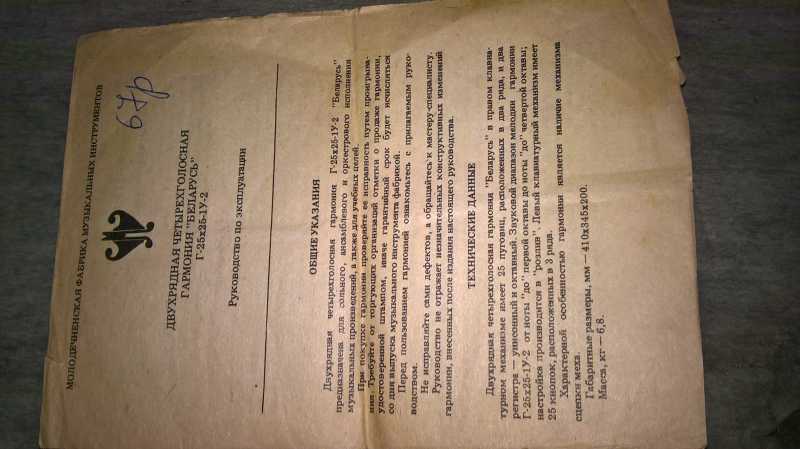 МОЛОДЕЧНЕНСКАЯ ФАБРИКА МУЗЫКАЛЬНЫХ ИНСТРУМЕНТОВ
67р
ДВУХРЯДНАЯ ЧЕТЫРЕХГОЛОСНАЯ
ГАРМОНИЯ "БЕЛАРУСЬ"
Г-25х25-1У-2
Руководство по эксплуатации
ОБЩИЕ УКАЗАНИЯ
Двухрядная четырехголосная гармония Г-25х25-1У-2 "Беларусь"
предназначена для сольного, ансамблевого и оркестрового исполнения
музыкальных произведений, а также для учебных целей.
При покупке гармонии проверяйте ее исправность путем проигрыва-
ния. Требуйте от торгующих организаций отметки о продаже гармонии,
удостоверенной штампом, иначе гарантийный срок будет исчисляться
со дня выпуска музыкального инструмента фабрикой.
Перед пользованием гармонией ознакомьтесь с прилагаемым руко-
водством.
Не исправляйте сами дефектов, а обращайтесь к мастеру-специалисту.
Руководство не отражает незначительных конструктивных изменений
гармонии, внесенных после издания настоящего руководства.
ТЕХНИЧЕСКИЕ ДАННЫЕ
Двухрядная четырехголосная гармония "Беларусь" в правом клавиа-
турном механизме имеет 25 пуговиц, расположенных в два ряда, и два
регистра — унисонный и октавный. Звуковой диапазон мелодии гармонии
Г-25х25-1У-2 от ноты "до" первой октавы до ноты "до" четвертой октавы;
настройка производится в "розлив". Левый клавиатурный механизм имеет
25 кнопок, расположенных в 3 ряда.
Характерной особенностью гармонии является наличие механизма
сцепки меха.
Габаритные размеры, мм — 410х345х200.
Масса, кг — 6,8.